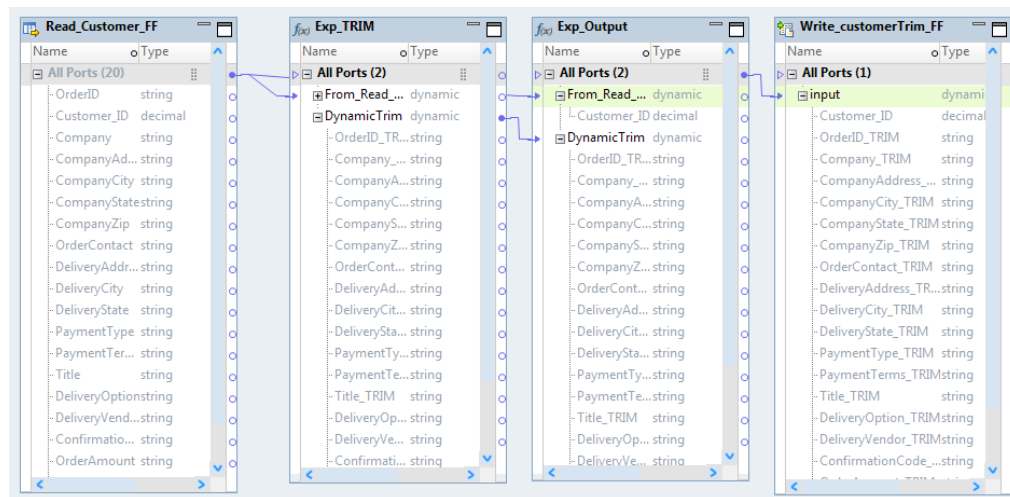 Read_Customer_FF
Name Type
All Ports (20)
OrderID string
Customer_ID decimal
Company string
CompanyAd... string
CompanyCity string
CompanyState string
CompanyZip string
OrderContact string
DeliveryAddr... string
DeliveryCity string
DeliveryState string
PaymentType string
PaymentTer... string
Title string
DeliveryOption string
DeliveryVend... string
Confirmatio... string
OrderAmount string
f(x) Exp_TRIM
Name Type
All Ports (2)
From_Read_... dynamic
DynamicTrim dynamic
OrderID_TR... string
Company_... string
CompanyA... string
CompanyC... string
CompanyS... string
CompanyZ... string
OrderCont... string
DeliveryAd... string
DeliveryCit... string
DeliverySta... string
PaymentTy... string
PaymentTe... string
Title_TRIM string
DeliveryOp... string
DeliveryVe... string
Confirmati... string
f(x) Exp_Output
Name Type
All Ports (2)
From_Read_... dynamic
Customer_ID decimal
DynamicTrim dynamic
OrderID_TR... string
Company_... string
CompanyA... string
CompanyC... string
CompanyS... string
CompanyZ... string
OrderCont... string
DeliveryAd... string
DeliveryCit... string
DeliverySta... string
PaymentTy... string
PaymentTe... string
Title_TRIM string
DeliveryOp... string
DeliveryVe... string
Write_customerTrim_FF
Name Type
All Ports (1)
input dynami
Customer_ID decimal
OrderID_TRIM string
Company_TRIM string
CompanyAddress_... string
CompanyCity_TRIM string
CompanyState_TRIM string
CompanyZip_TRIM string
OrderContact_TRIM string
DeliveryAddress_TR... string
DeliveryCity_TRIM string
DeliveryState_TRIM string
PaymentType_TRIM string
PaymentTerms_TRIM string
Title_TRIM string
DeliveryOption_TRIM string
DeliveryVendor_TRIM string
ConfirmationCode_... string